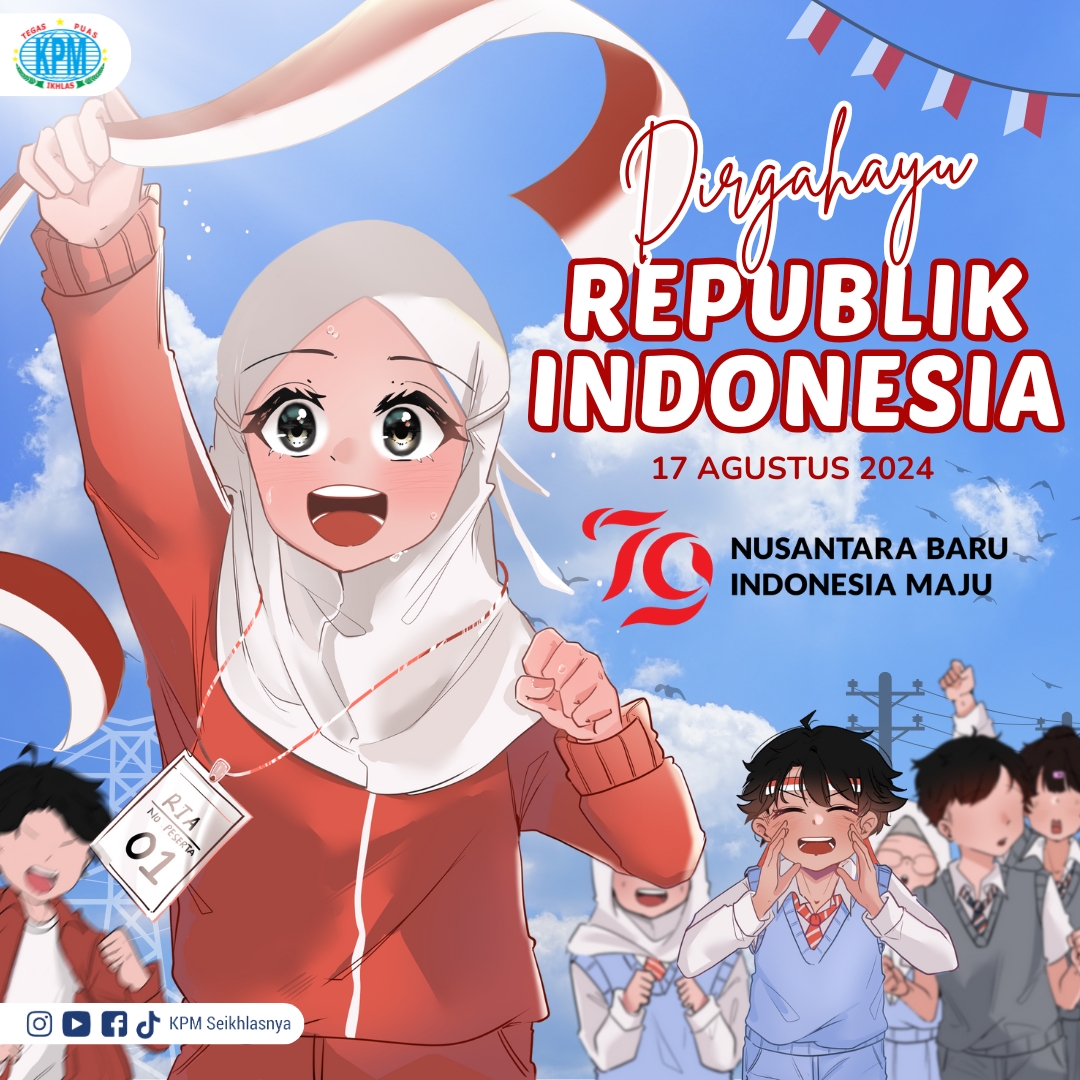 TEGAS PUAS
KPM
IKHLAS
Dirgahayu
REPUBLIK
INDONESIA
17 AGUSTUS 2024
79
NUSANTARA BARU
INDONESIA MAJU
RIA
NO PESERTA
01
KPM Seikhlasnya